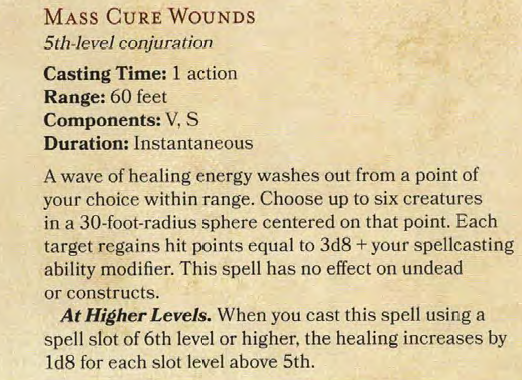 MASS CURE WOUNDS
5th-level conjuration
Casting Time: 1 action
Range: 60 feet
Components: V, S
Duration: Instantaneous
A wave of healing energy washes out from a point of
your choice within range. Choose up to six creatures
in a 30-foot-radius sphere centered on that point. Each
target regains hit points equal to 3d8 + your spellcasting
ability modifier. This spell has no effect on undead
or constructs.
At Higher Levels. When you cast this spell using a
spell slot of 6th level or higher, the healing increases by
1d8 for each slot level above 5th.